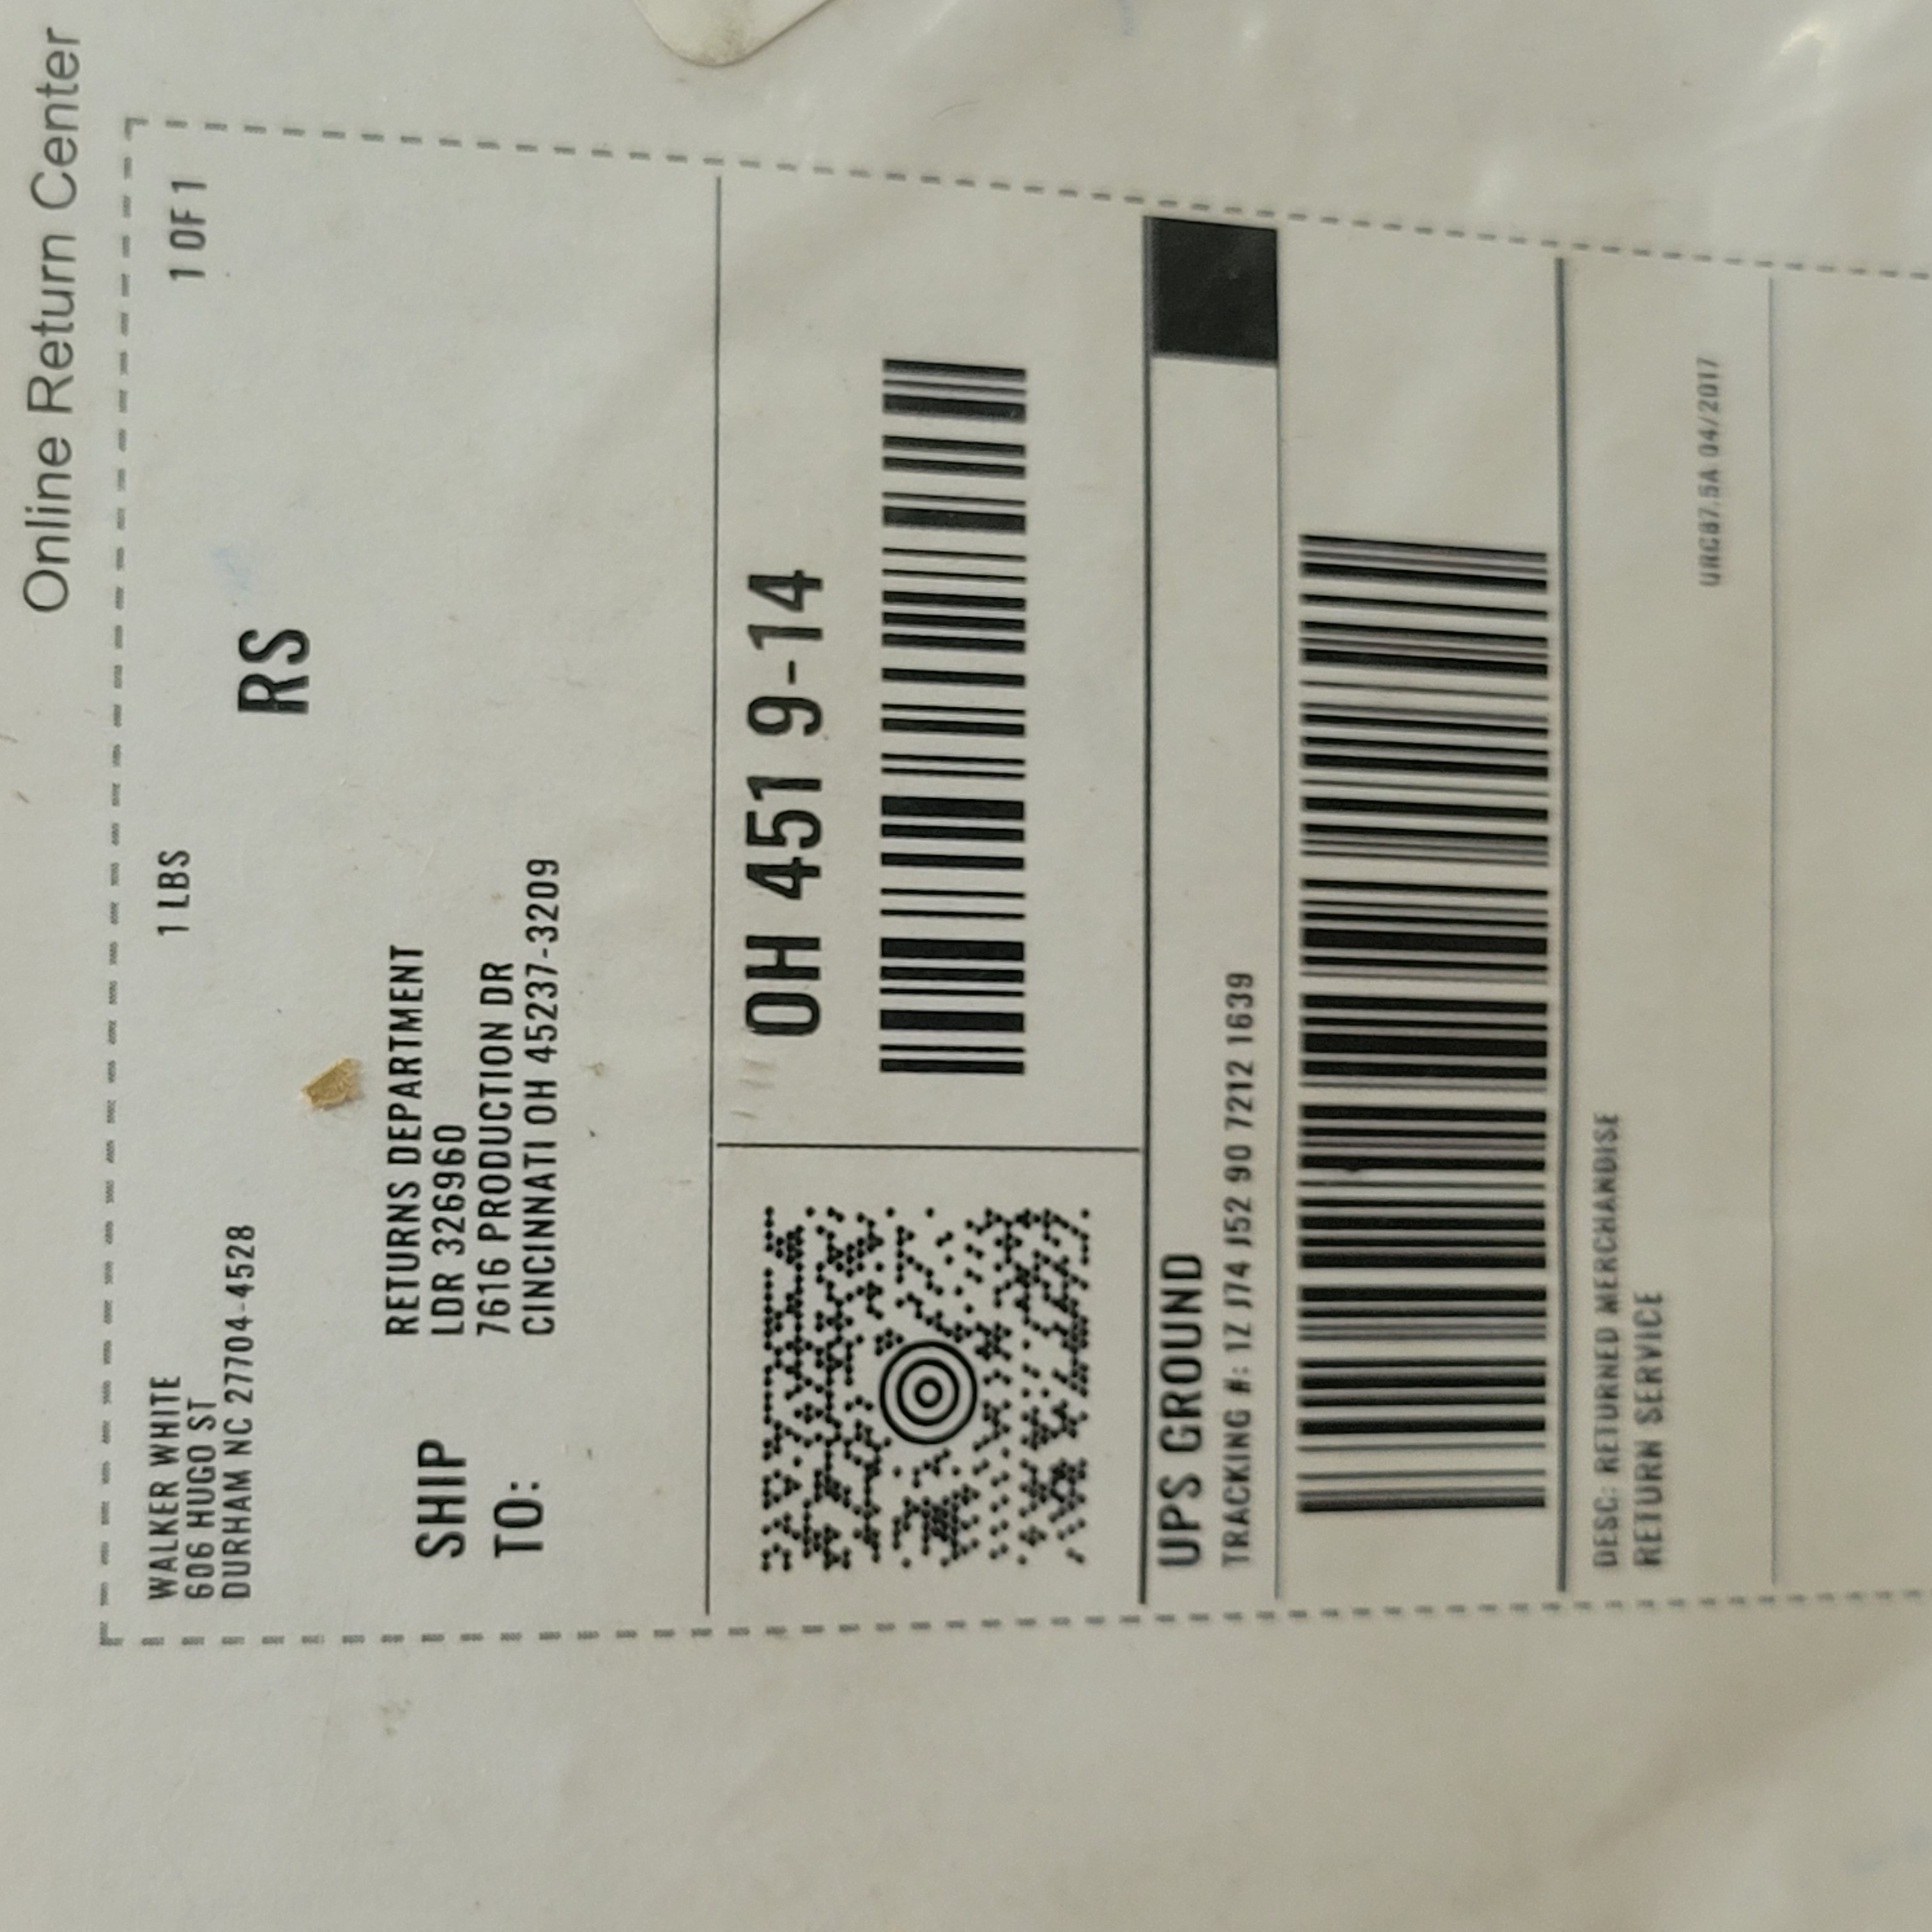 Online Return Center
WALKER WHITE
606 HUGO ST
DURHAM NC 27704-4528
1 LBS
1 OF 1
RS
SHIP
TO:
RETURNS DEPARTMENT
LDR 326960
7616 PRODUCTION DR
CINCINNATI OH 45237-3209
OH 451 9-14
UPS GROUND
TRACKING #: 1Z J74 J52 90 7212 1639
DESC: RETURNED MERCHANDISE
RETURN SERVICE
URC87.5A 04/2017